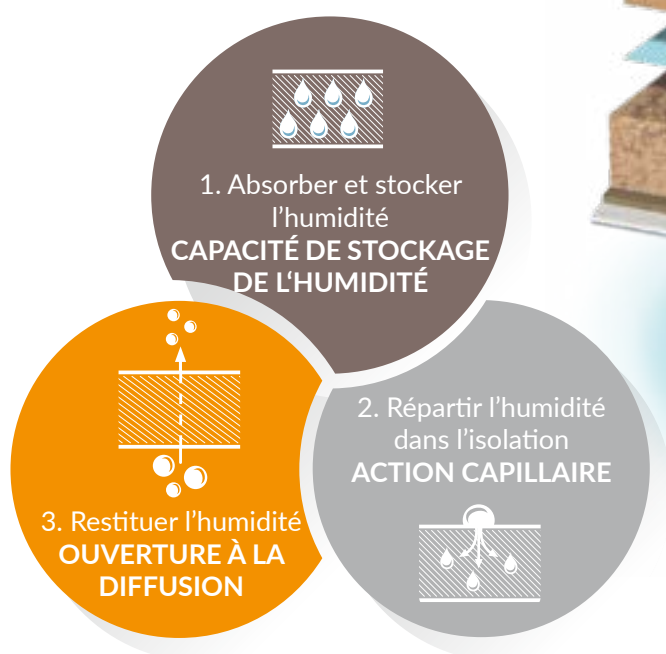 1. Absorber et stocker
l’humidité
CAPACITÉ DE STOCKAGE
DE L‘HUMIDITÉ
2. Répartir l’humidité
dans l’isolation
ACTION CAPILLAIRE
3. Restituer l’humidité
OUVERTURE À LA
DIFFUSION